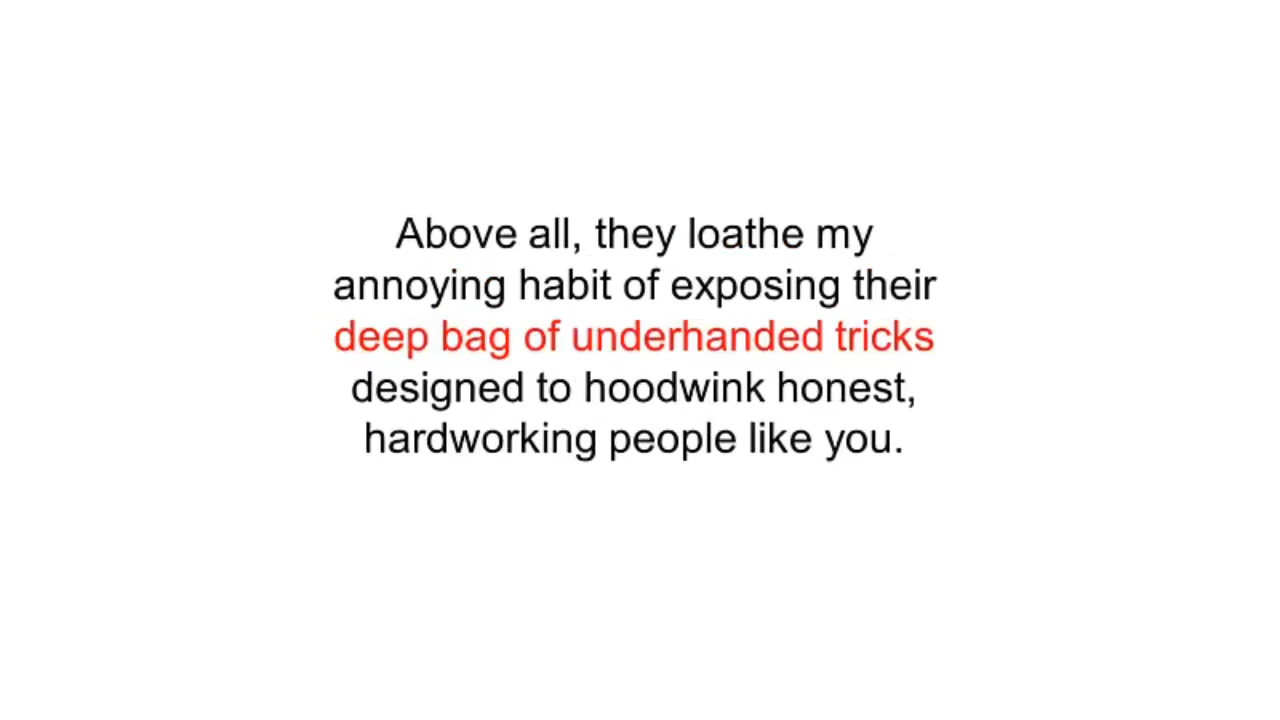 Above all, they loathe my
annoying habit of exposing their
deep bag of underhanded tricks
designed to hoodwink honest,
hardworking people like you.